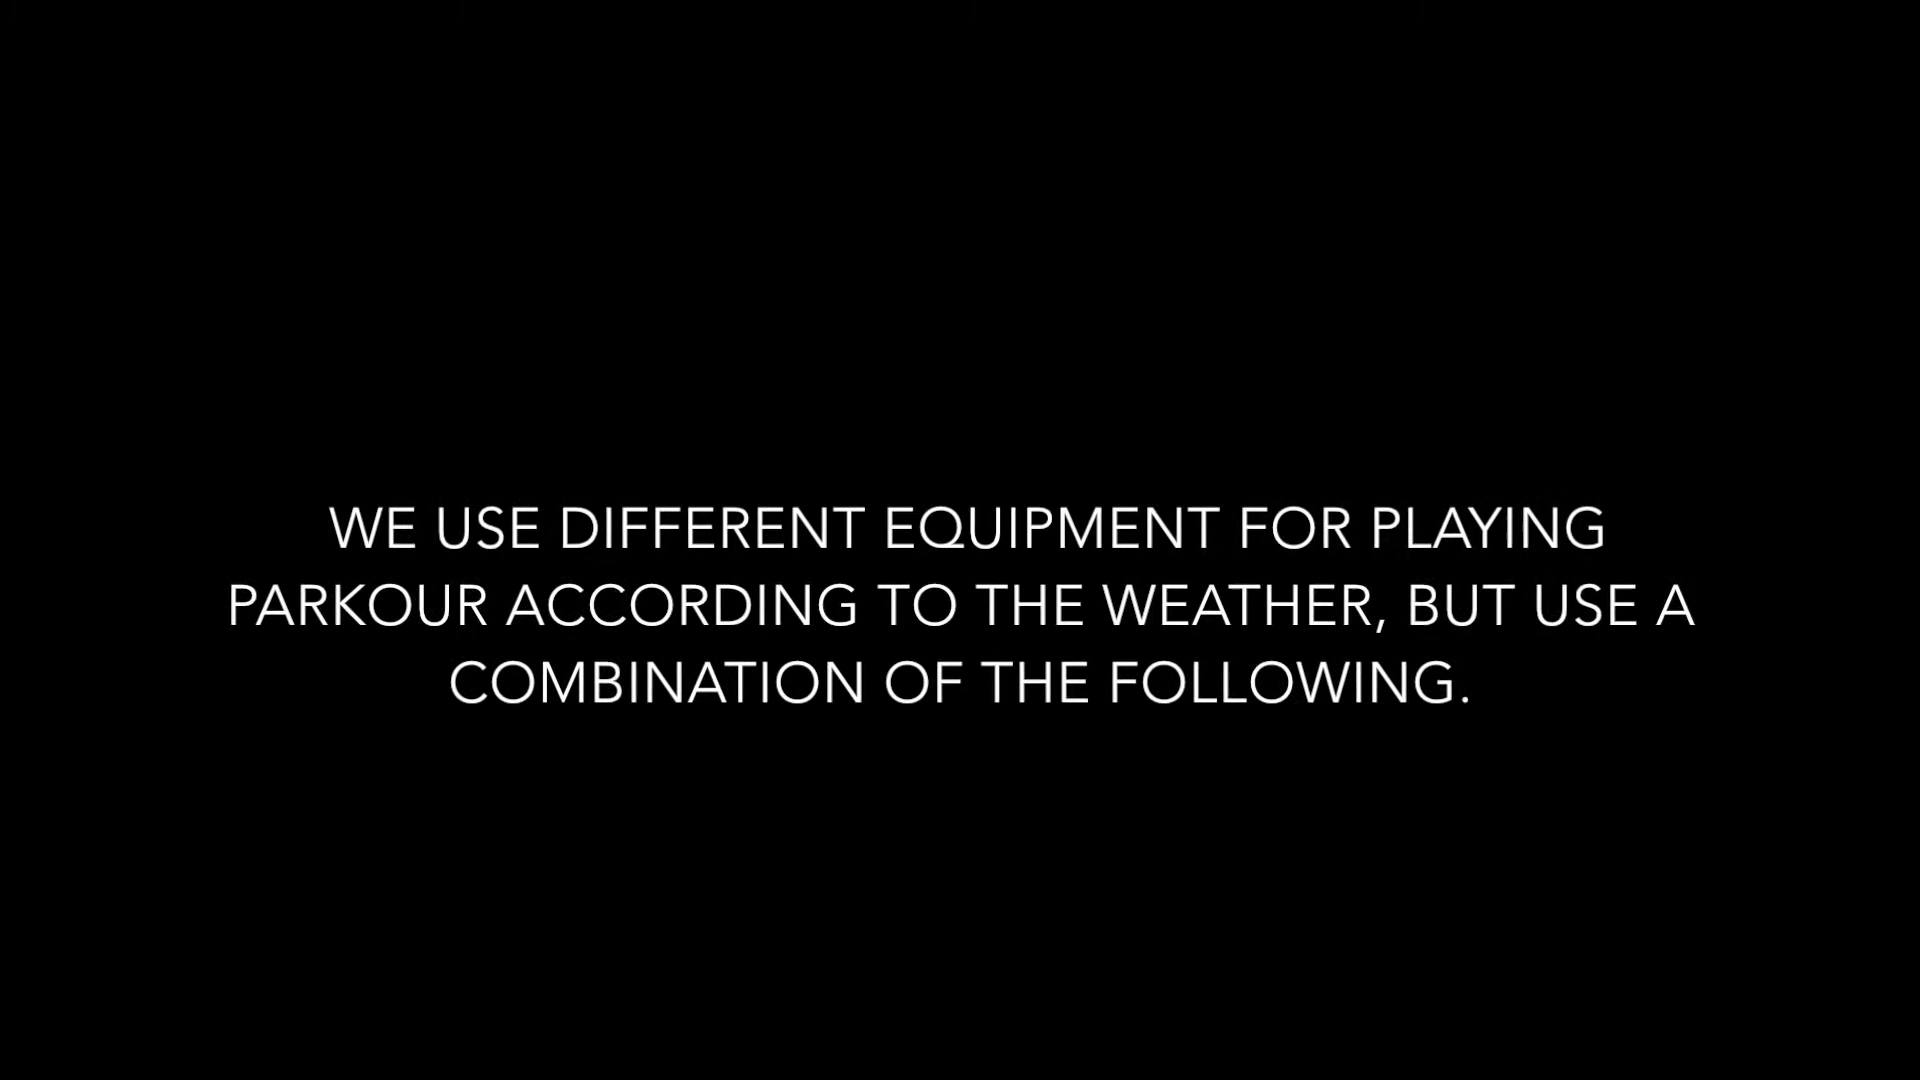 WE USE DIFFERENT EQUIPMENT FOR PLAYING
PARKOUR ACCORDING TO THE WEATHER, BUT USE A
COMBINATION OF THE FOLLOWING.